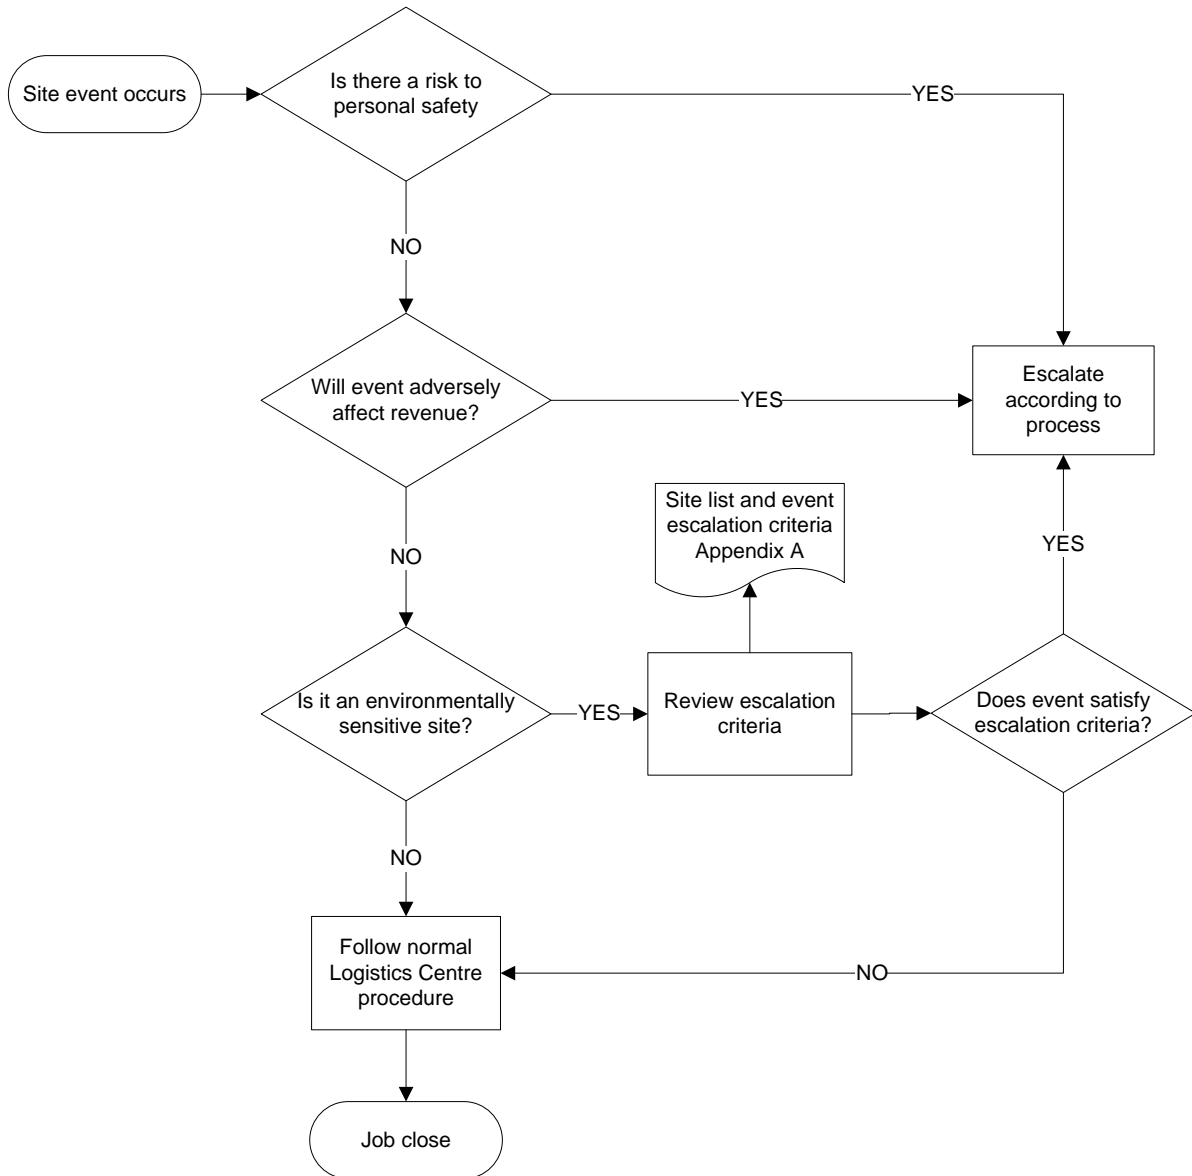 Site event occurs
Is there a risk to
personal safety
YES
NO
Will event adversely
affect revenue?
YES
Escalate
according to
process
Site list and event
escalation criteria
Appendix A
YES
NO
Is it an environmentally
sensitive site?
YES
Review escalation
criteria
Does event satisfy
escalation criteria?
NO
Follow normal
Logistics Centre
procedure
NO
Job close